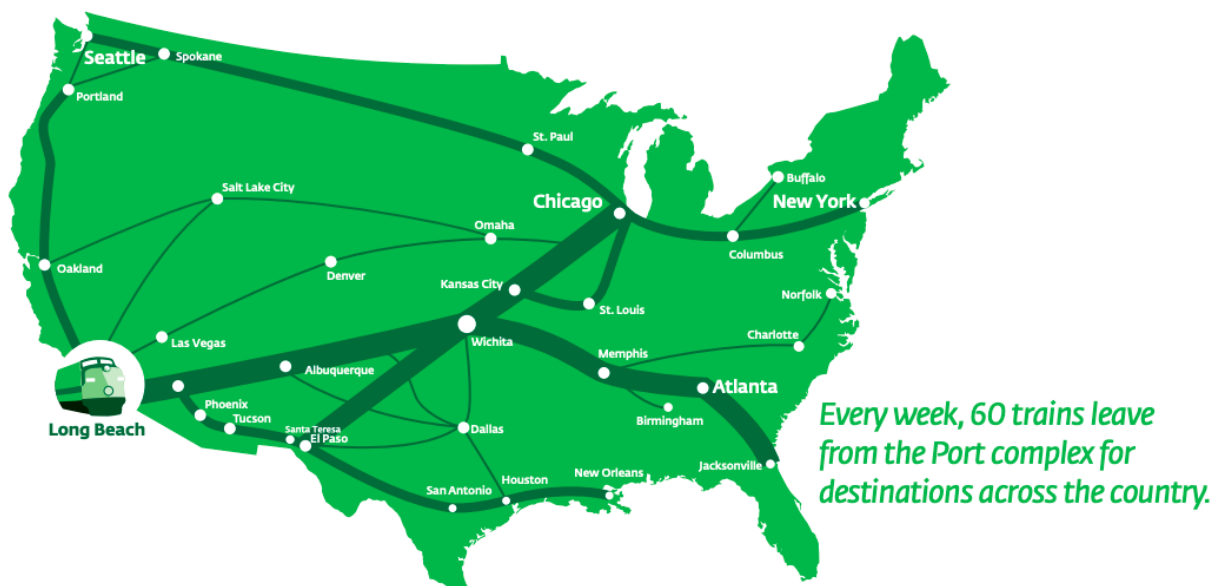 Seattle
Spokane
Portland
St. Paul
Buffalo
Salt Lake City
Chicago
New York
Omaha
Columbus
Oakland
Denver
Kansas City
Norfolk
St. Louis
Las Vegas
Wichita
Charlotte
Memphis
Albuquerque
Atlanta
Phoenix
Tucson
Birmingham
Long Beach
Santa Teresa
El Paso
Dallas
Jacksonville
New Orleans
Houston
San Antonio
Every week, 60 trains leave
from the Port complex for
destinations across the country.